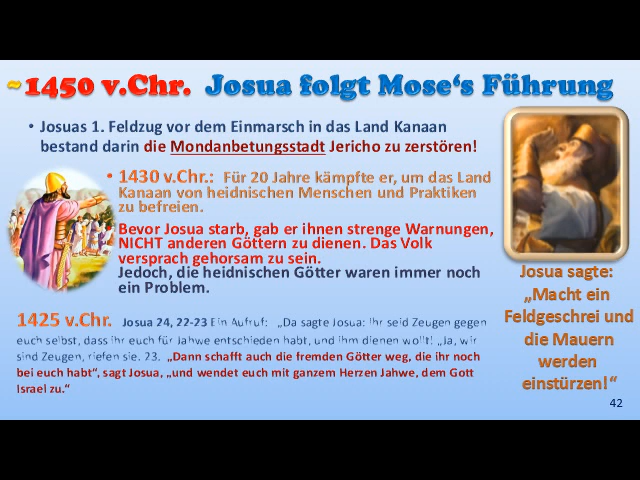 ~1450 v.Chr. Josua folgt Mose‘s Führung
• Josuas 1. Feldzug vor dem Einmarsch in das Land Kanaan
bestand darin die Mondanbetungsstadt Jericho zu zerstören!
• 1430 v.Chr.: Für 20 Jahre kämpfte er, um das Land
Kanaan von heidnischen Menschen und Praktiken
zu befreien.
Bevor Josua starb, gab er ihnen strenge Warnungen,
NICHT anderen Göttern zu dienen. Das Volk
versprach gehorsam zu sein.
Jedoch, die heidnischen Götter waren immer noch
ein Problem.
1425 v.Chr. Josua 24, 22-23 Ein Aufruf: „Da sagte Josua: Ihr seid Zeugen gegen
euch selbst, dass ihr euch für Jahwe entschieden habt, und ihm dienen wollt! „Ja, wir
sind Zeugen, riefen sie. 23. „Dann schafft auch die fremden Götter weg, die ihr noch
bei euch habt“, sagt Josua, „und wendet euch mit ganzem Herzen Jahwe, dem Gott
Israel zu.“
Josua sagte:
„Macht ein
Feldgeschrei und
die Mauern
werden
einstürzen!“
42